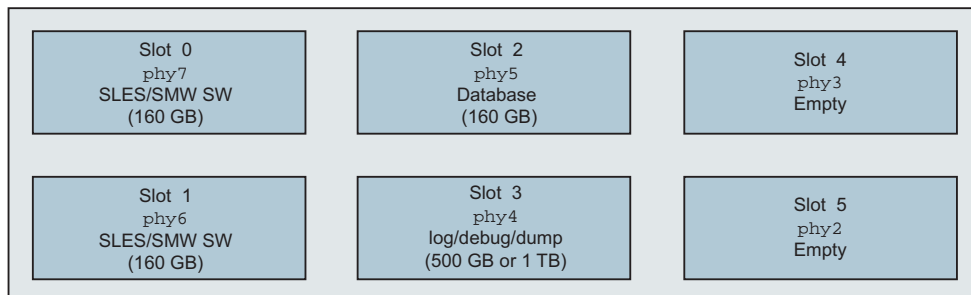 Slot 0
phy7
SLES/SMW SW
(160 GB)
Slot 2
phy5
Database
(160 GB)
Slot 4
phy3
Empty
Slot 1
phy6
SLES/SMW SW
(160 GB)
Slot 3
phy4
log/debug/dump
(500 GB or 1 TB)
Slot 5
phy2
Empty